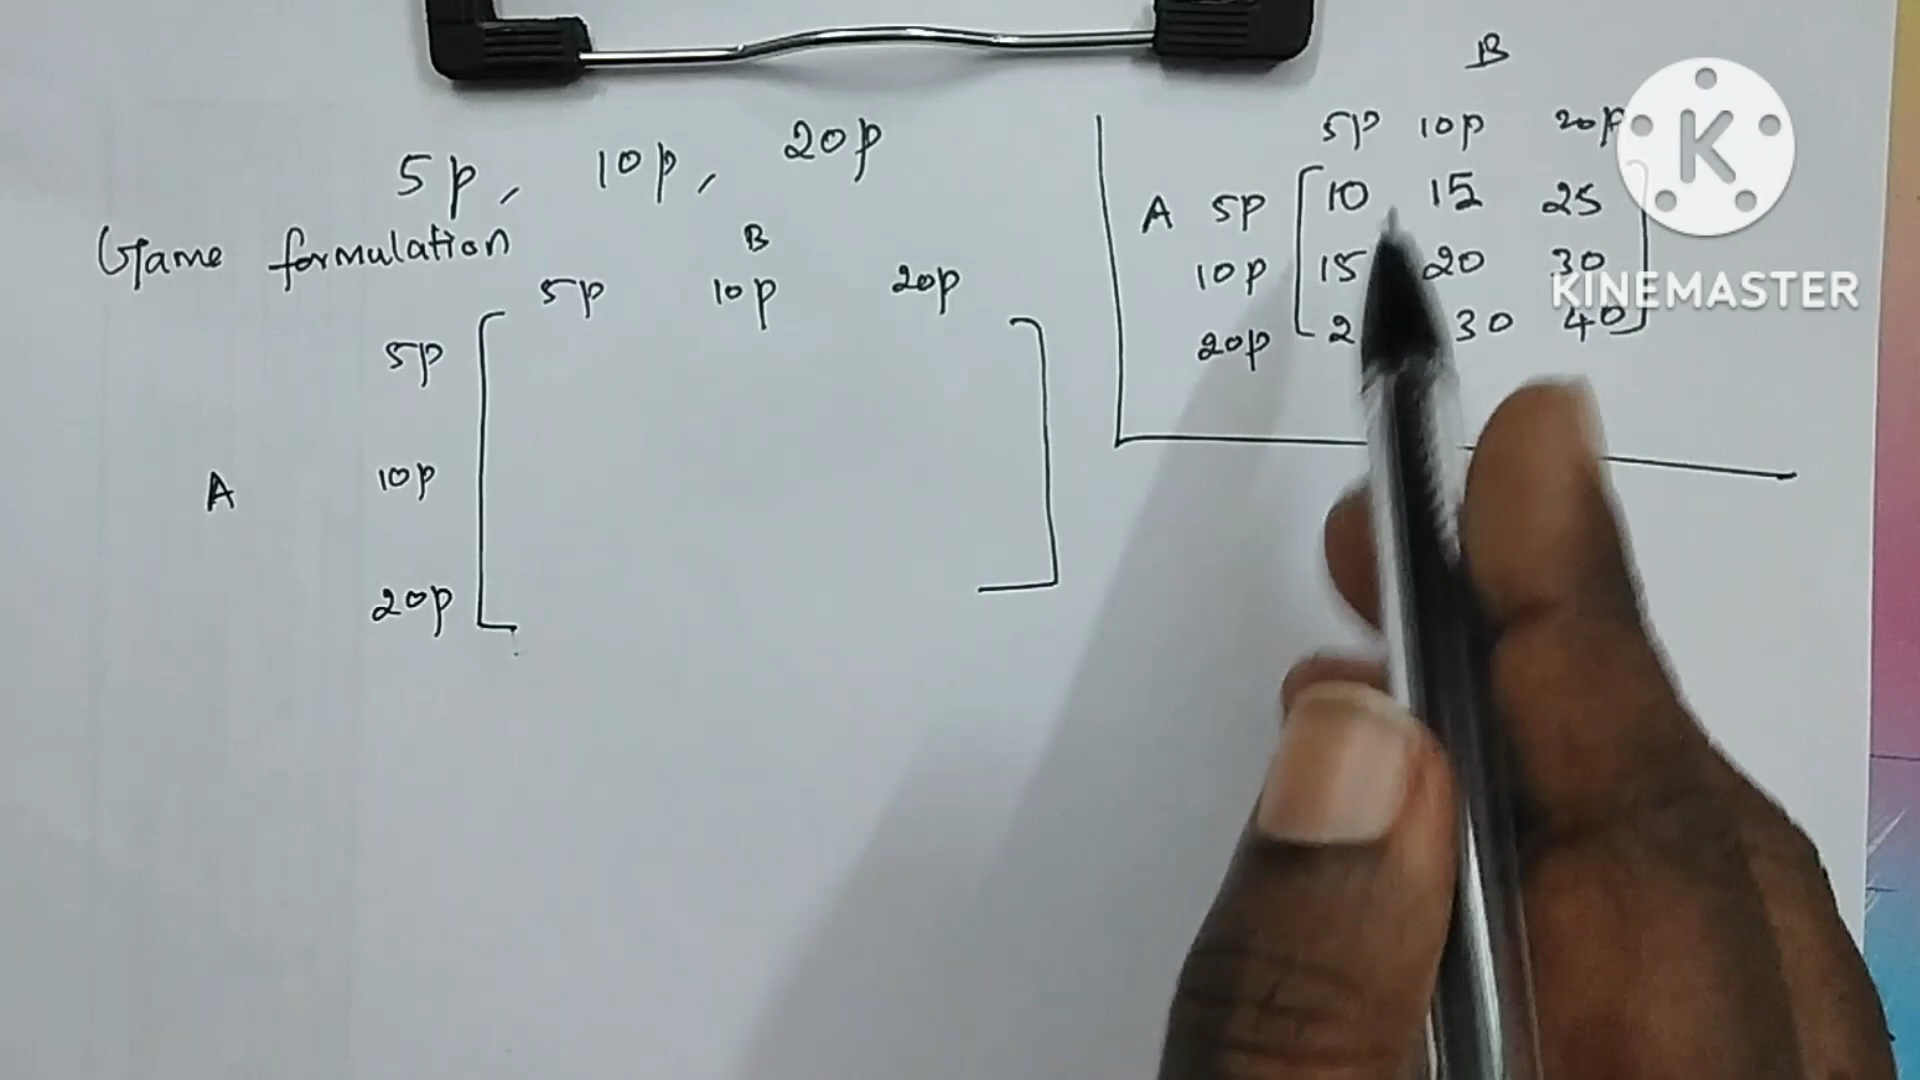 5p, 10p, 20p
Game formulation
B
5p 10p 20p
5p
A 10p
20p
B
5p 10p 20p
A 5p 10 15 25
10p 15 20 30
20p 30 40
K
KINEMASTER